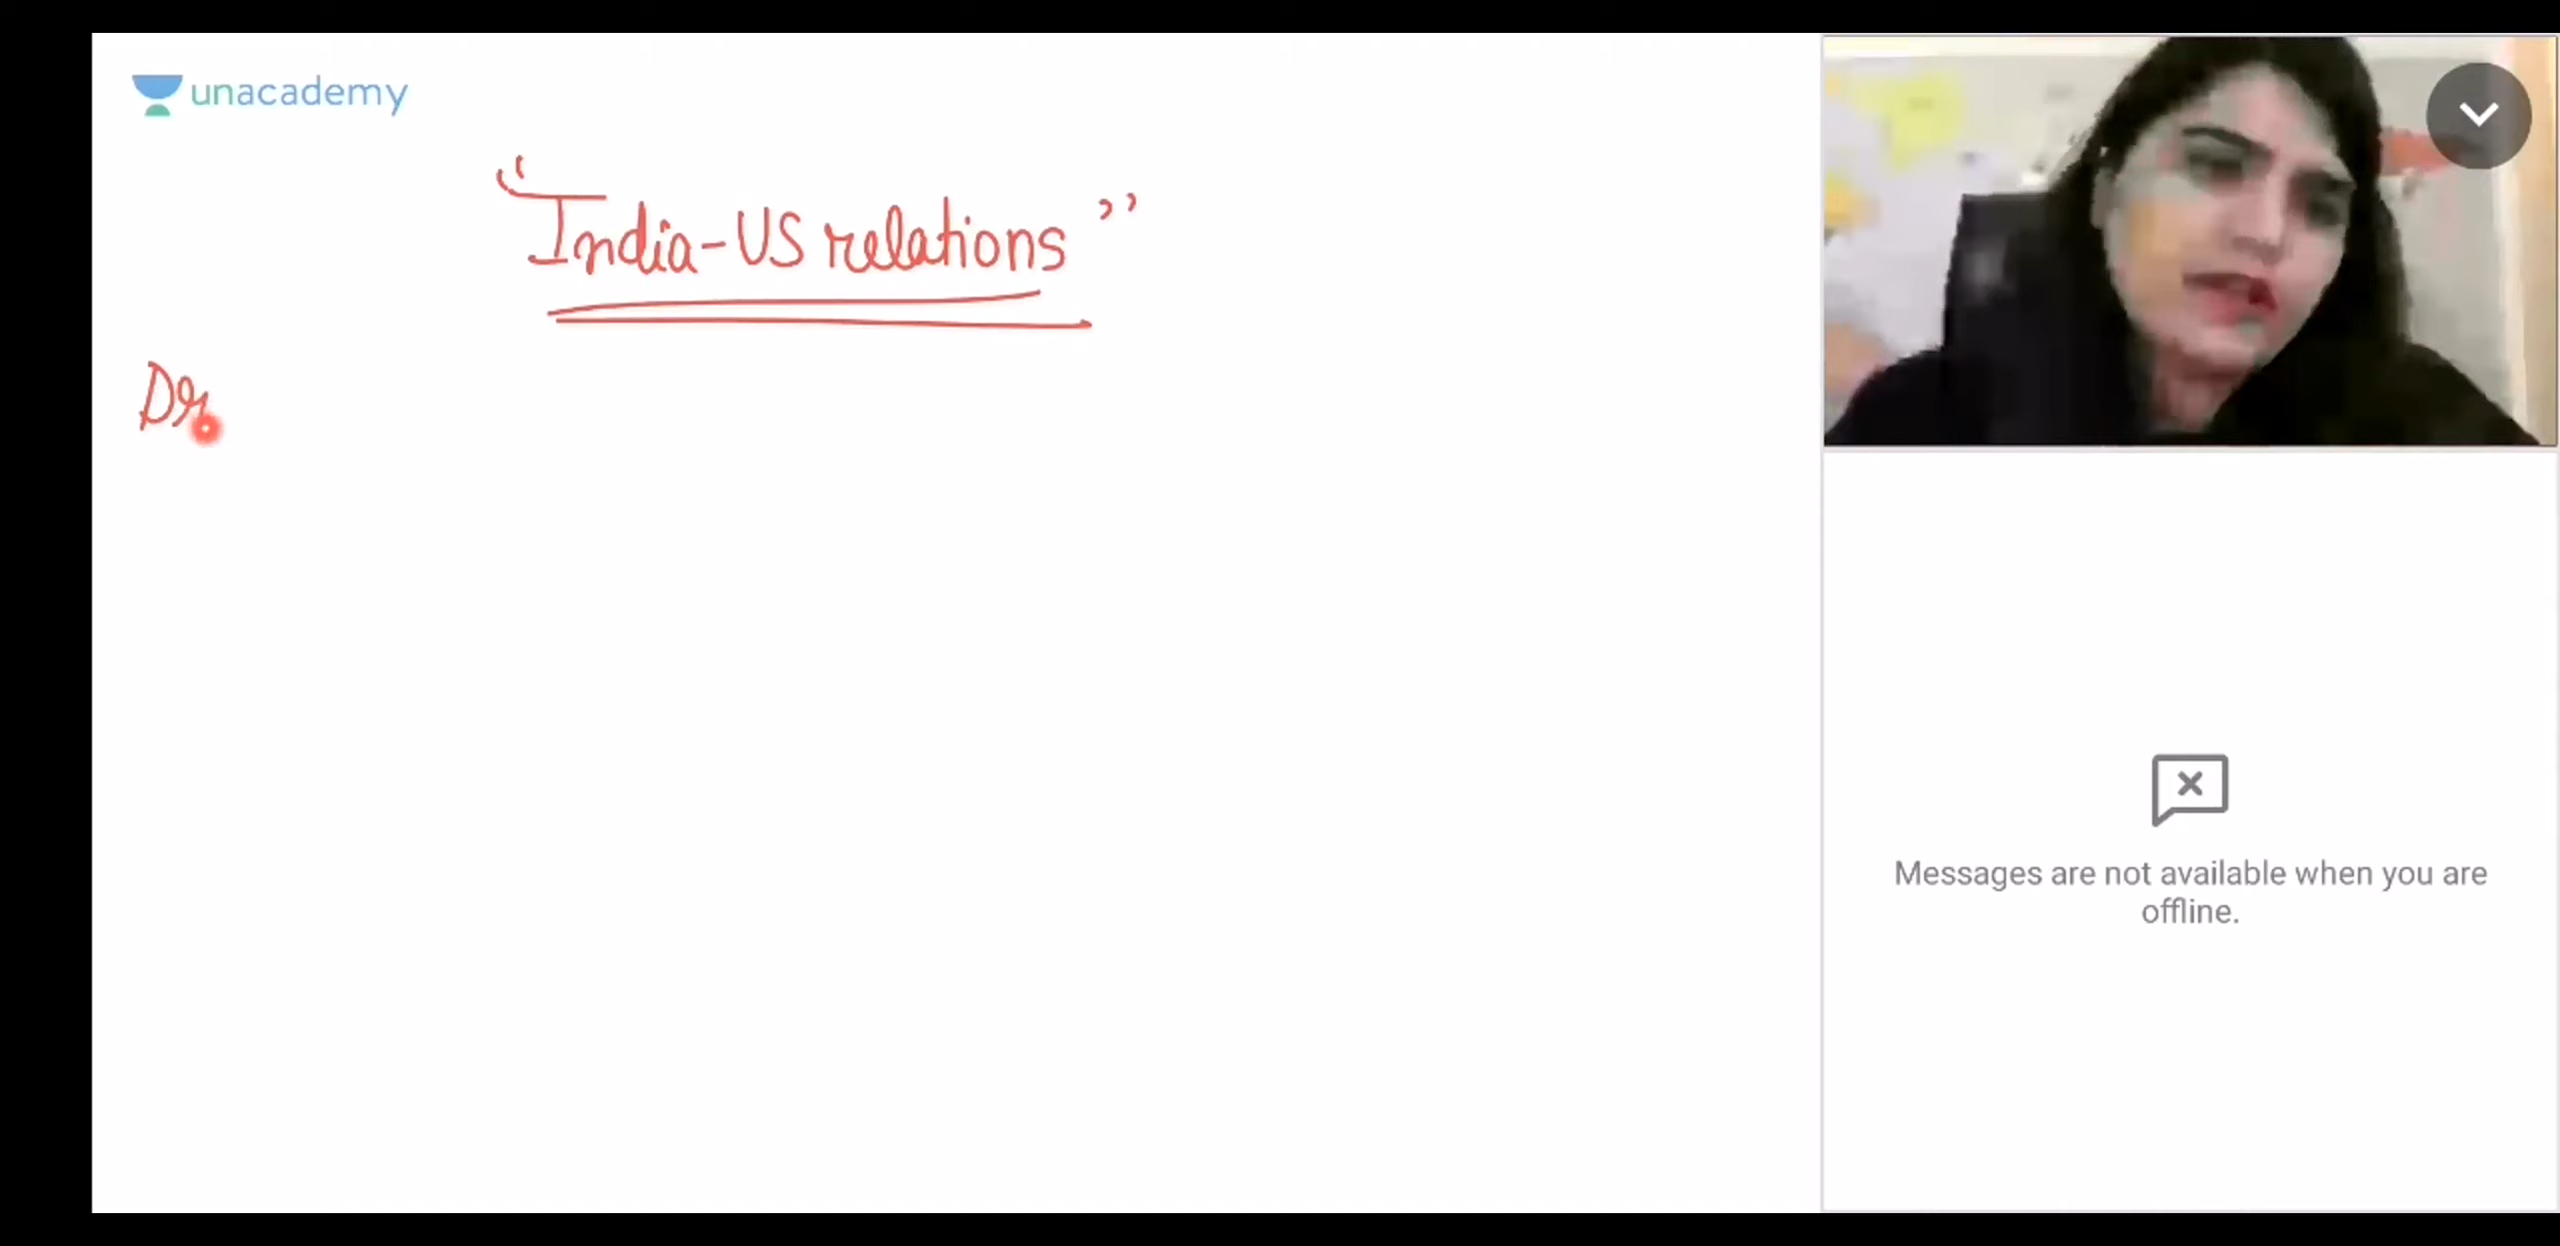 unacademy
"India-US relations"
Dr
Messages are not available when you are
offline.